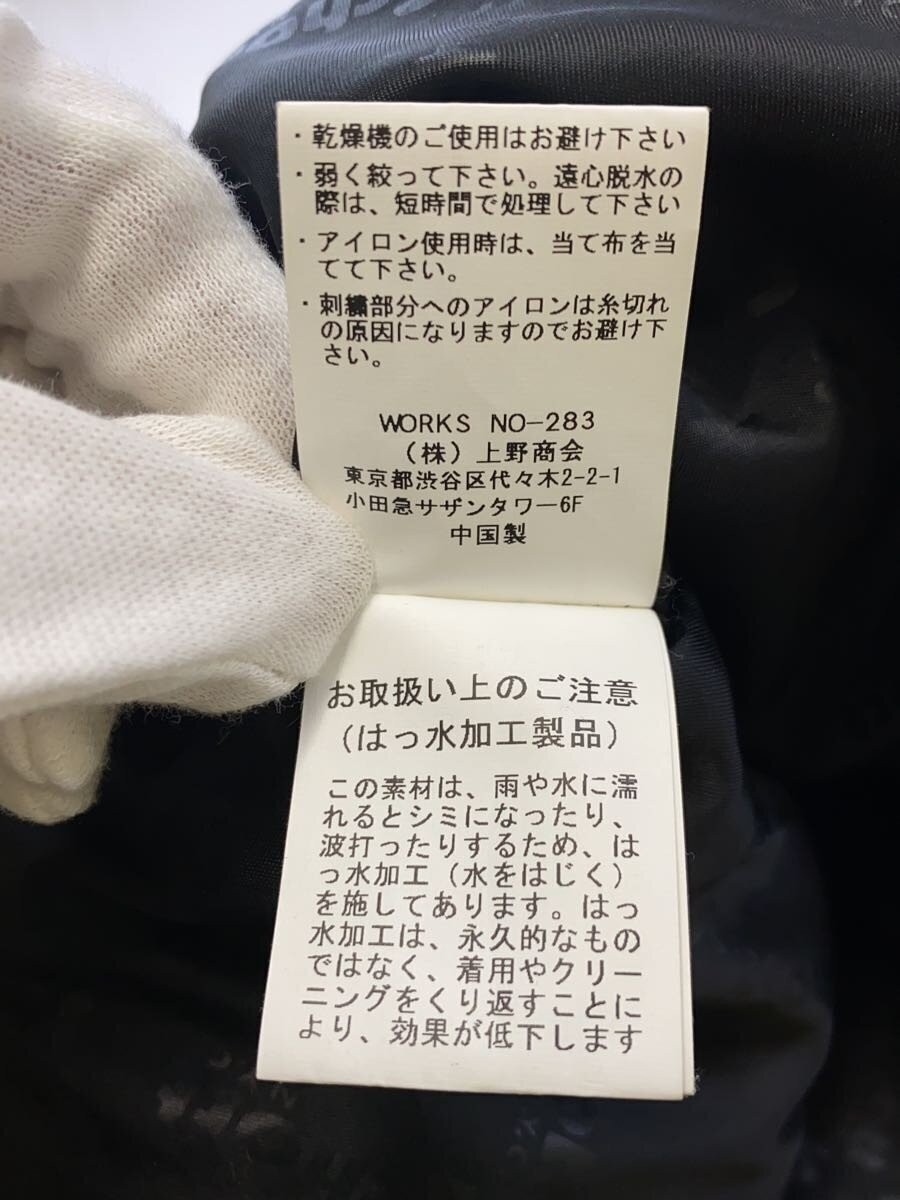 ・乾燥機のご使用はお避け下さい
・弱く絞って下さい。遠心脱水の
際は、短時間で処理して下さい
・アイロン使用時は、当て布を当
てて下さい。
・刺繍部分へのアイロンは糸切れ
の原因になりますのでお避け下
さい。
WORKS NO-283
(株)上野商会
東京都渋谷区代々木2-2-1
小田急サザンタワー6F
中国製
お取扱い上のご注意
(はっ水加工製品)
この素材は、雨や水に濡
れるとシミになったり、
波打ったりするため、は
っ水加工(水をはじく)
を施してあります。はっ
水加工は、永久的なもの
ではなく、着用やクリー
ニングをくり返すことに
より、効果が低下します